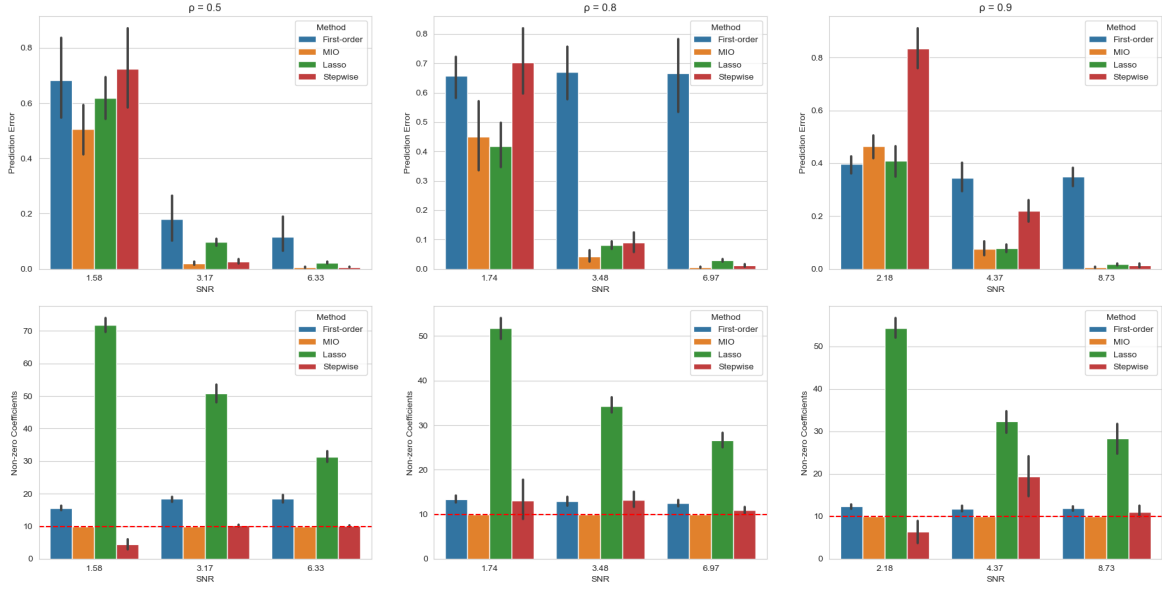 ρ = 0.5
Method
First-order
MIO
Lasso
Stepwise
0.8
0.6
0.4
0.2
0.0
Prediction Error
1.58
3.17
6.33
SNR
ρ = 0.8
Method
First-order
MIO
Lasso
Stepwise
0.8
0.7
0.6
0.5
0.4
0.3
0.2
0.1
0.0
Prediction Error
1.74
3.48
6.97
SNR
ρ = 0.9
Method
First-order
MIO
Lasso
Stepwise
0.8
0.6
0.4
0.2
0.0
Prediction Error
2.18
4.37
8.73
SNR
Method
First-order
MIO
Lasso
Stepwise
70
60
50
40
30
20
10
0
Non-zero Coefficients
1.58
3.17
6.33
SNR
Method
First-order
MIO
Lasso
Stepwise
50
40
30
20
10
0
Non-zero Coefficients
1.74
3.48
6.97
SNR
Method
First-order
MIO
Lasso
Stepwise
50
40
30
20
10
0
Non-zero Coefficients
2.18
4.37
8.73
SNR